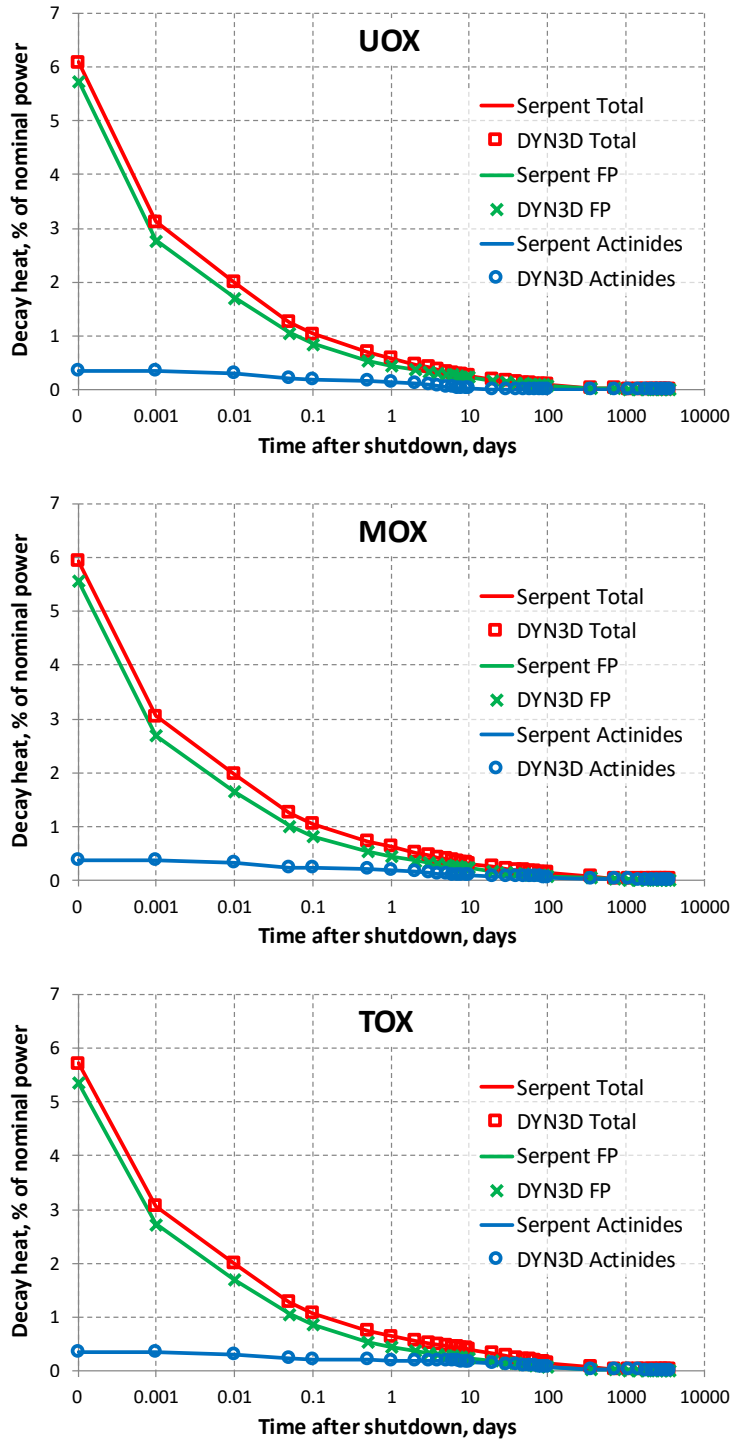 UOX
Decay heat, % of nominal power
7
6
5
4
3
2
1
0
Serpent Total
DYN3D Total
Serpent FP
DYN3D FP
Serpent Actinides
DYN3D Actinides
0 0.001 0.01 0.1 1 10 100 1000 10000
Time after shutdown, days
MOX
Decay heat, % of nominal power
7
6
5
4
3
2
1
0
Serpent Total
DYN3D Total
Serpent FP
DYN3D FP
Serpent Actinides
DYN3D Actinides
0 0.001 0.01 0.1 1 10 100 1000 10000
Time after shutdown, days
TOX
Decay heat, % of nominal power
7
6
5
4
3
2
1
0
Serpent Total
DYN3D Total
Serpent FP
DYN3D FP
Serpent Actinides
DYN3D Actinides
0 0.001 0.01 0.1 1 10 100 1000 10000
Time after shutdown, days